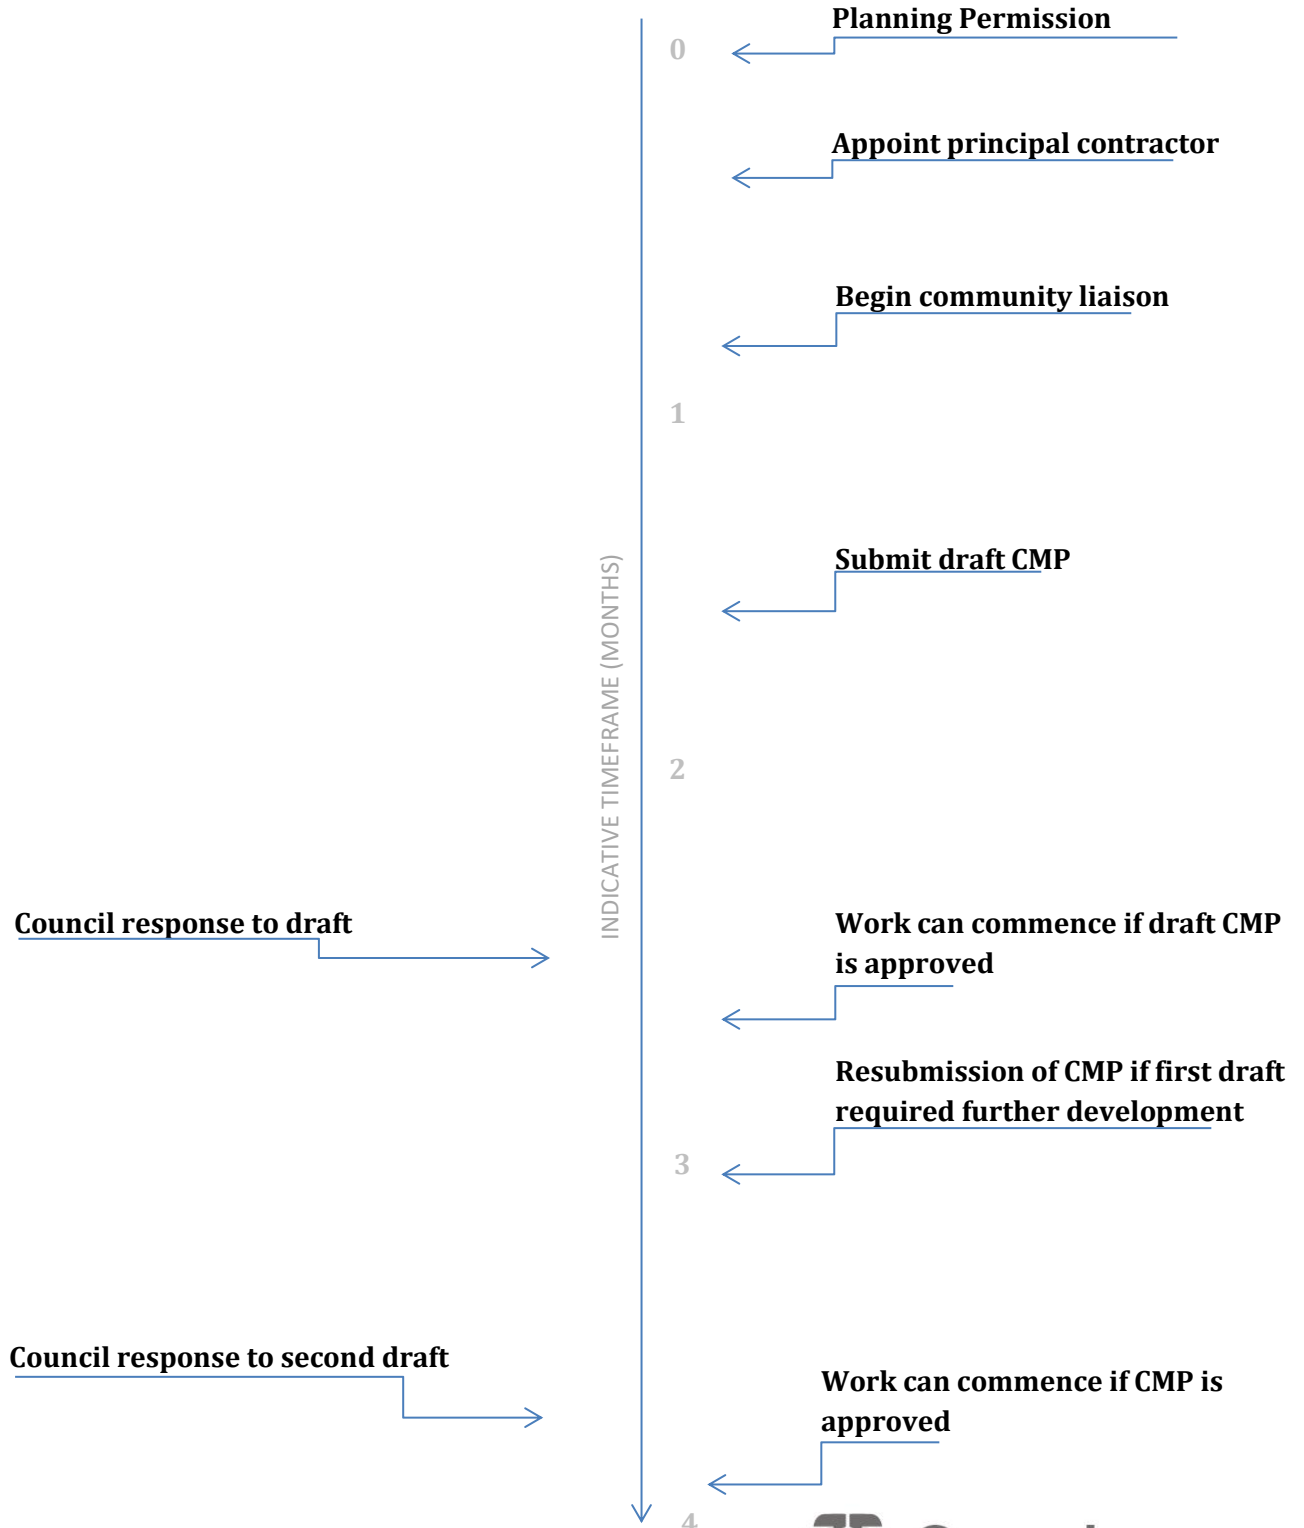 Planning Permission
0
Appoint principal contractor
Begin community liaison
1
Submit draft CMP
INDICATIVE TIMEFRAME (MONTHS)
2
Council response to draft
Work can commence if draft CMP
is approved
Resubmission of CMP if first draft
required further development
3
Council response to second draft
Work can commence if CMP is
approved
4